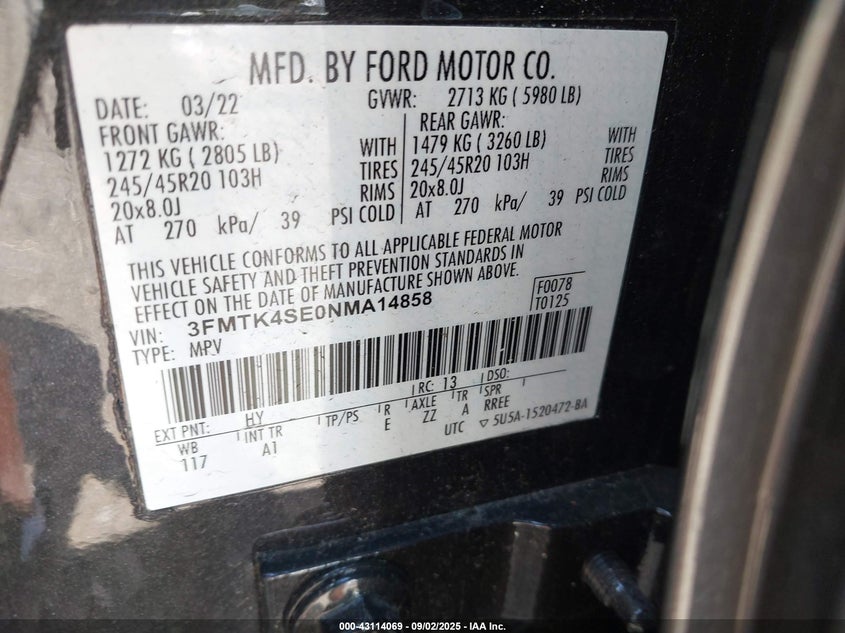 MFD. BY FORD MOTOR CO.
DATE: 03/22 GVWR: 2713 KG ( 5980 LB)
FRONT GAWR: REAR GAWR:
1272 KG ( 2805 LB) WITH 1479 KG ( 3260 LB) WITH
245/45R20 103H TIRES 245/45R20 103H TIRES
20x8.0J RIMS 20x8.0J RIMS
AT 270 kPa/ 39 PSI COLD AT 270 kPa/ 39 PSI COLD
THIS VEHICLE CONFORMS TO ALL APPLICABLE FEDERAL MOTOR
VEHICLE SAFETY AND THEFT PREVENTION STANDARDS IN
EFFECT ON THE DATE OF MANUFACTURE SHOWN ABOVE.
F0078
T0125
VIN: 3FMTK4SE0NMA14858
TYPE: MPV
EXT PNT: HY RC: 13 DSO:
WB INT TR TP/PS R AXLE TR SPR
117 A1 E ZZ A RREE
UTC ▽ 5U5A-1520472-BA
000-43114069 - 09/02/2025 - IAA Inc.